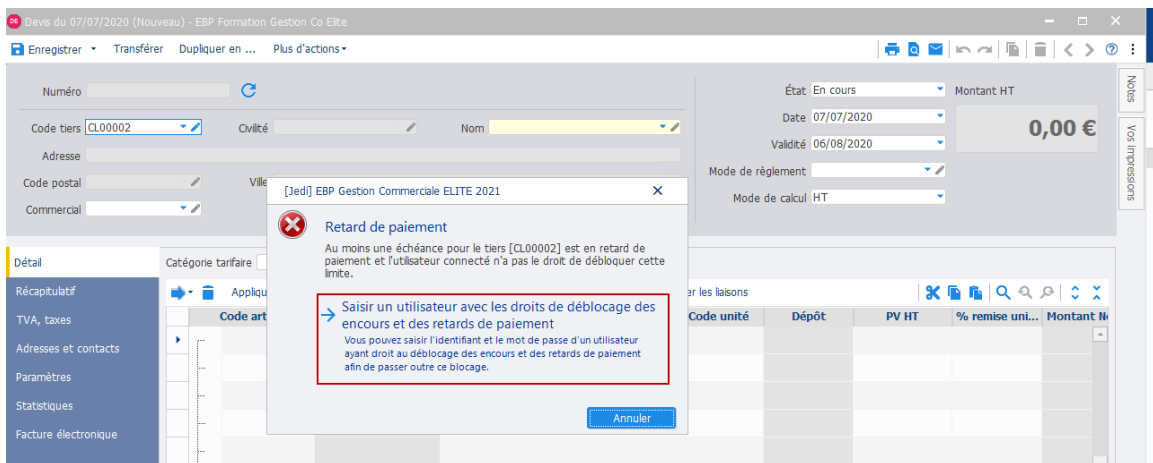 DE Devis du 07/07/2020 (Nouveau) - EBP Formation Gestion Co Elite
Enregistrer Transférer Dupliquer en ... Plus d'actions
Numéro
État En cours
Montant HT
Code tiers CL00002 Civilité Nom
Date 07/07/2020
0,00 €
Adresse
Validité 06/08/2020
Code postal Ville
Mode de règlement
Commercial
Mode de calcul HT
Notes
Vos impressions
[Jedi] EBP Gestion Commerciale ELITE 2021
Retard de paiement
Au moins une échéance pour le tiers [CL00002] est en retard de
paiement et l'utilisateur connecté n'a pas le droit de débloquer cette
limite.
Saisir un utilisateur avec les droits de déblocage des
encours et des retards de paiement
Vous pouvez saisir l'identifiant et le mot de passe d'un utilisateur
ayant droit au déblocage des encours et des retards de paiement
afin de passer outre ce blocage.
Annuler
Détail
Récapitulatif
TVA, taxes
Adresses et contacts
Paramètres
Statistiques
Facture électronique
Catégorie tarifaire
Appliqu
er les liaisons
Code art
Code unité Dépôt PV HT % remise uni... Montant N